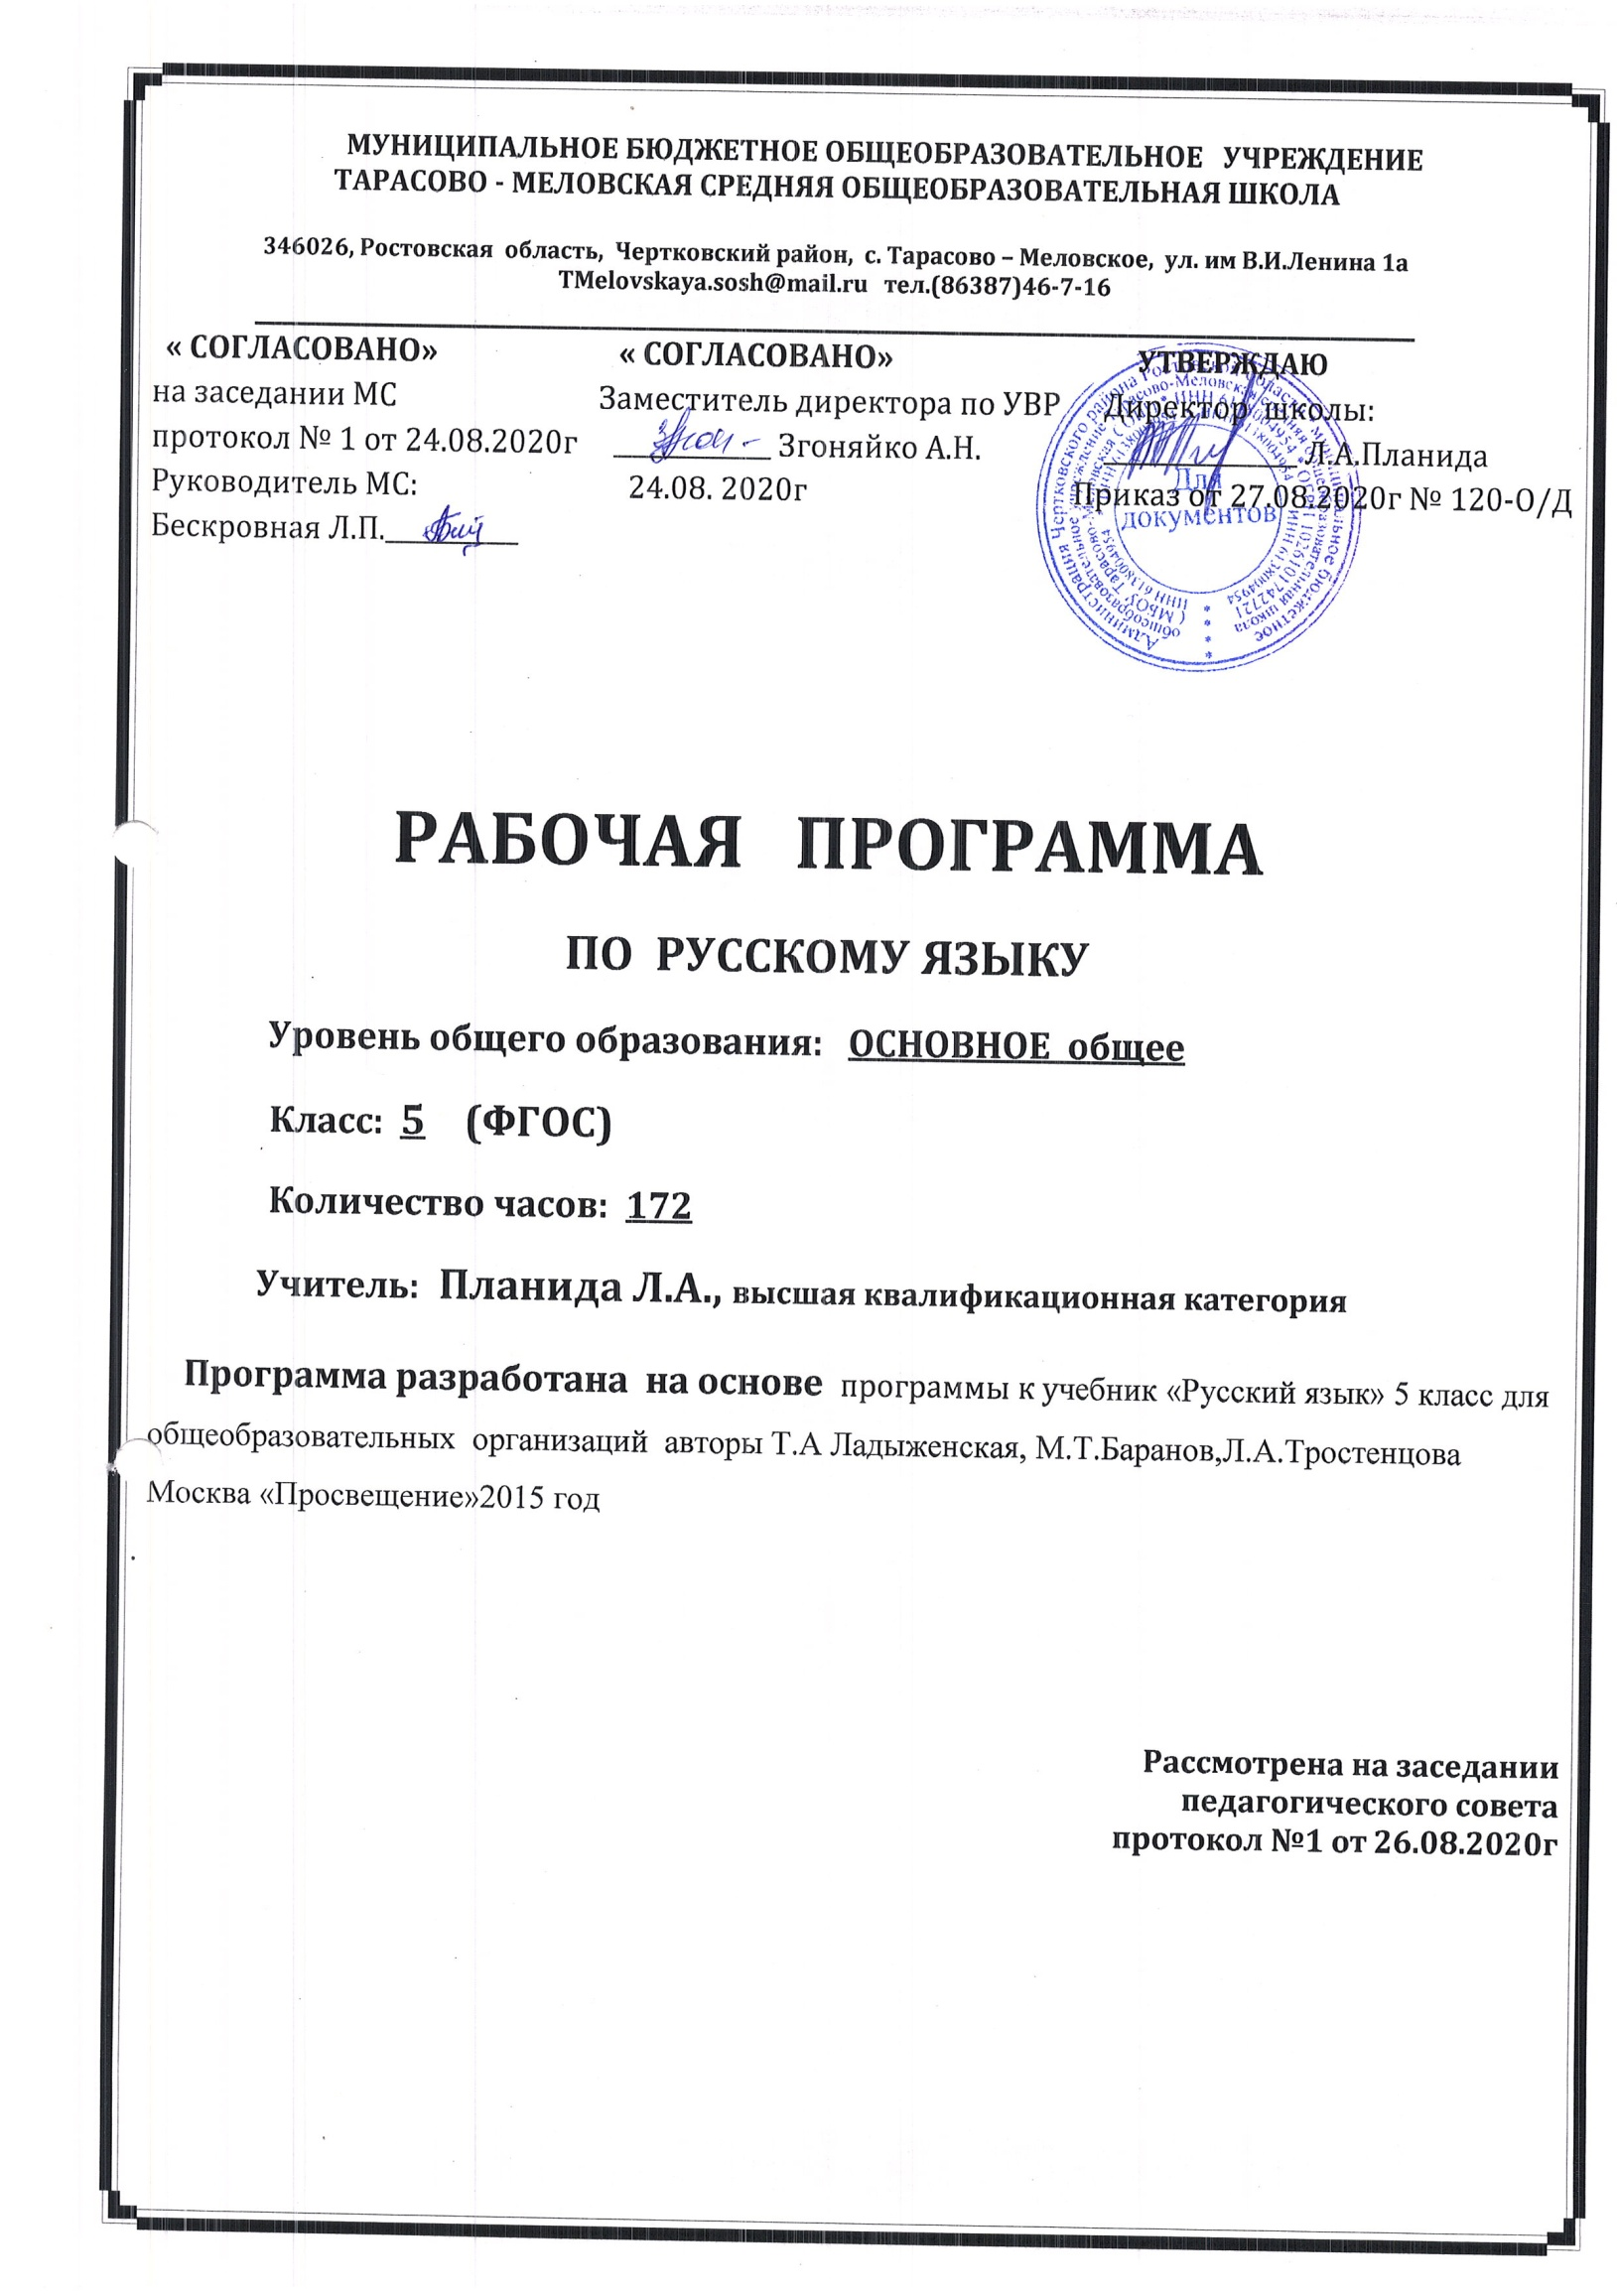 МУНИЦИПАЛЬНОЕ БЮДЖЕТНОЕ ОБЩЕОБРАЗОВАТЕЛЬНОЕ УЧРЕЖДЕНИЕ
ТАРАСОВО - МЕЛОВСКАЯ СРЕДНЯЯ ОБЩЕОБРАЗОВАТЕЛЬНАЯ ШКОЛА
346026, Ростовская область, Чертковский район, с. Тарасово – Меловское, ул. им В.И.Ленина 1а
TMelovskaya.sosh@mail.ru тел.(86387)46-7-16
« СОГЛАСОВАНО»
на заседании МС
протокол № 1 от 24.08.2020г
Руководитель МС:
Бескровная Л.П.
« СОГЛАСОВАНО»
Заместитель директора по УВР
Згоняйко А.Н.
24.08. 2020г
УТВЕРЖДАЮ
Директор школы:
Л.А.Планида
Приказ от 27.08.2020г № 120-О/Д
Для
документов
РАБОЧАЯ ПРОГРАММА
ПО РУССКОМУ ЯЗЫКУ
Уровень общего образования: ОСНОВНОЕ общее
Класс: 5 (ФГОС)
Количество часов: 172
Учитель: Планида Л.А., высшая квалификационная категория
Программа разработана на основе программы к учебник «Русский язык» 5 класс для
общеобразовательных организаций авторы Т.А Ладыженская, М.Т.Баранов,Л.А.Тростенцова
Москва «Просвещение»2015 год
Рассмотрена на заседании
педагогического совета
протокол №1 от 26.08.2020г